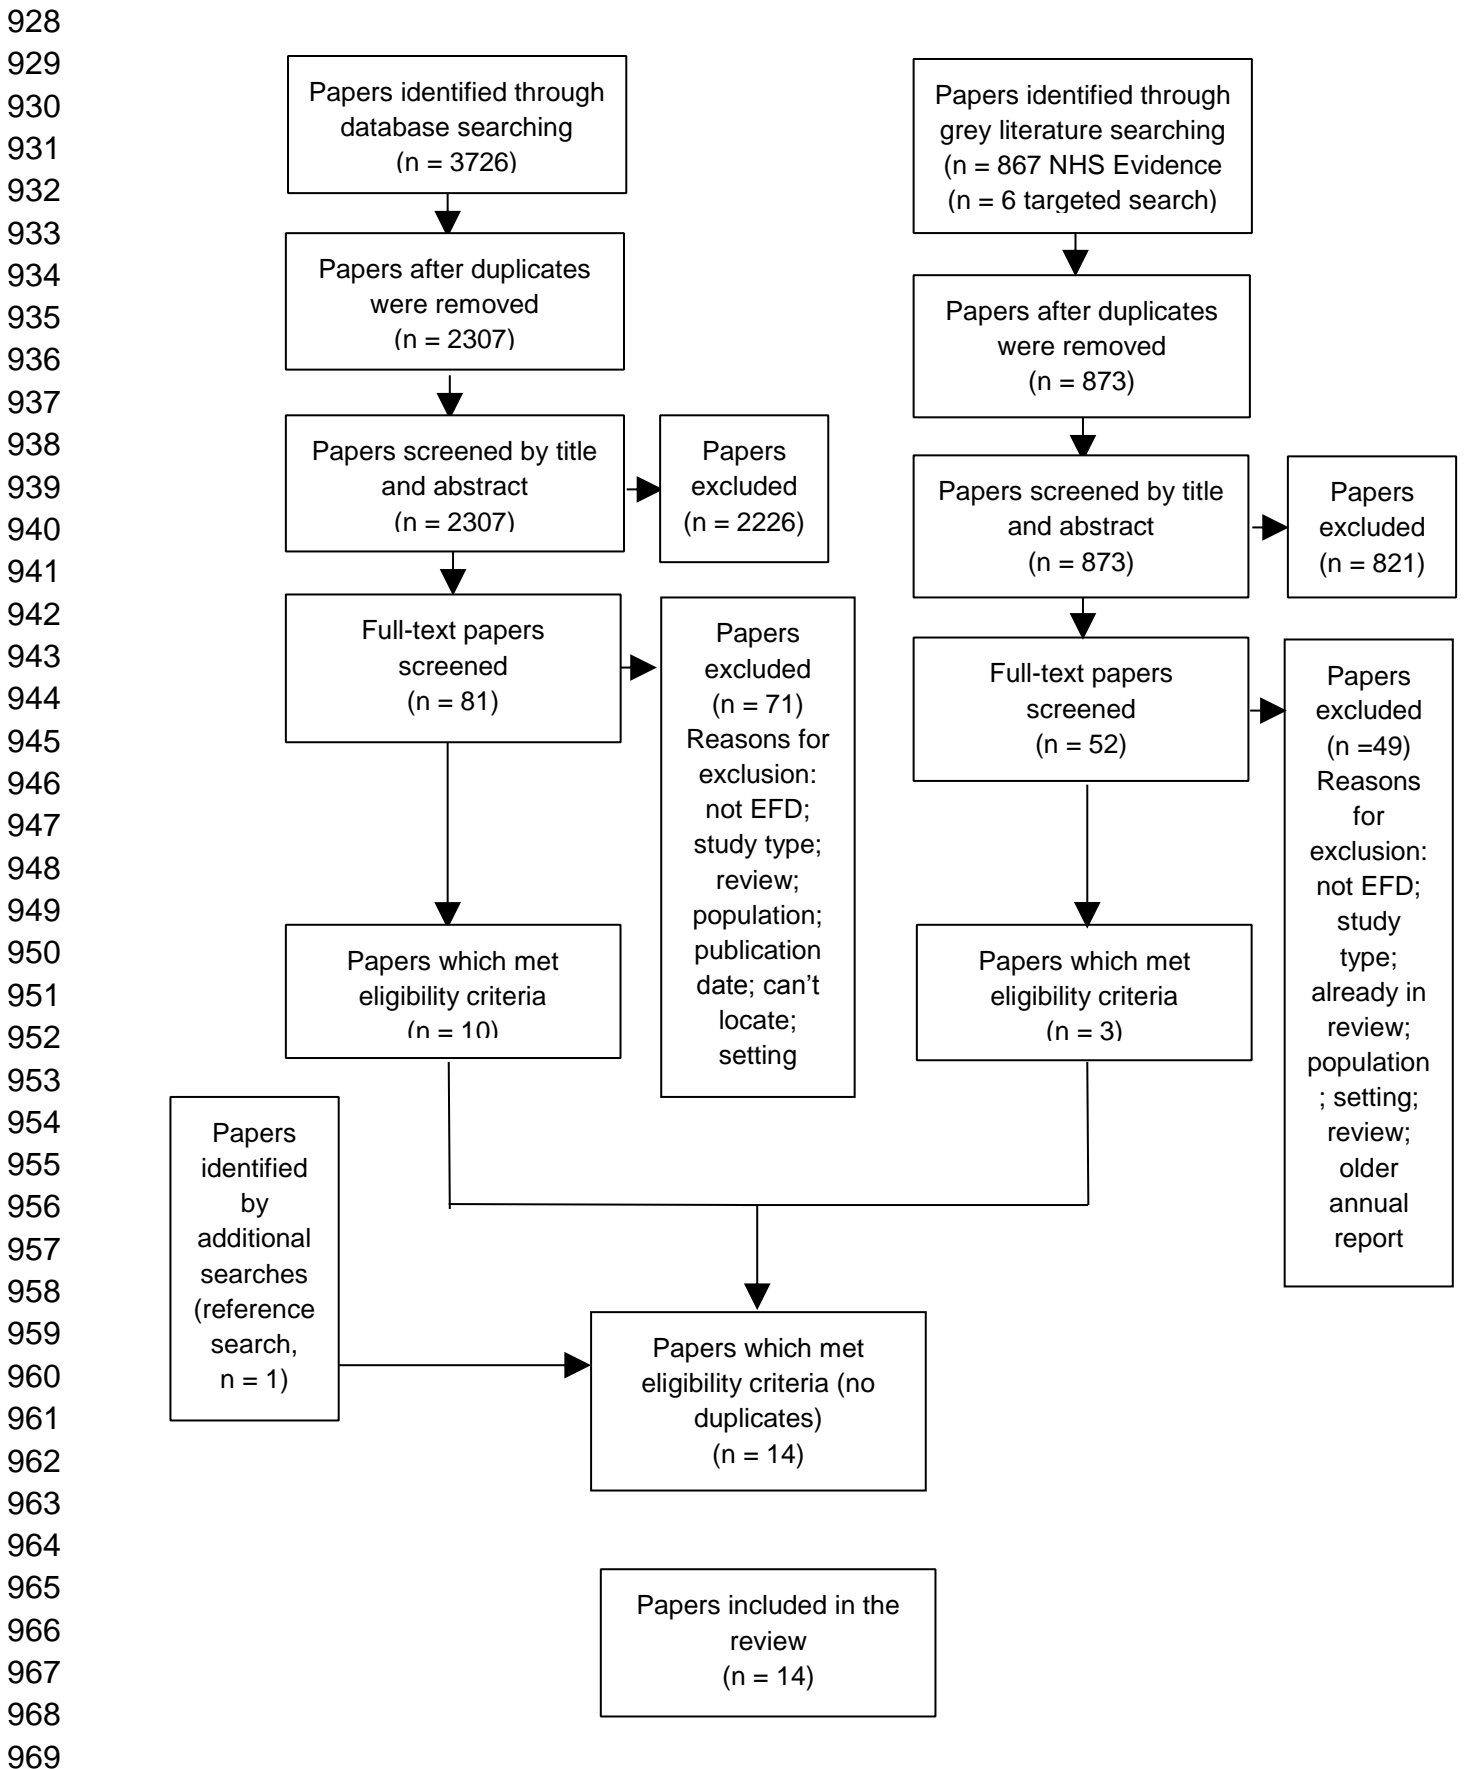 928
929
930
931
932
933
934
935
936
937
938
939
940
941
942
943
944
945
946
947
948
949
950
951
952
953
954
955
956
957
958
959
960
961
962
963
964
965
966
967
968
969
Papers identified through
database searching
(n = 3726)
Papers after duplicates
were removed
(n = 2307)
Papers screened by title
and abstract
(n = 2307)
Papers
excluded
(n = 2226)
Full-text papers
screened
(n = 81)
Papers
excluded
(n = 71)
Reasons for
exclusion:
not EFD;
study type;
review;
population;
publication
date; can't
locate;
setting
Papers which met
eligibility criteria
(n = 10)
Papers identified through
grey literature searching
(n = 867 NHS Evidence
(n = 6 targeted search)
Papers after duplicates
were removed
(n = 873)
Papers screened by title
and abstract
(n = 873)
Papers
excluded
(n = 821)
Full-text papers
screened
(n = 52)
Papers
excluded
(n =49)
Reasons
for
exclusion:
not EFD;
study
type;
already in
review;
population
; setting;
review;
older
annual
report
Papers which met
eligibility criteria
(n = 3)
Papers
identified
by
additional
searches
(reference
search,
n = 1)
Papers which met
eligibility criteria (no
duplicates)
(n = 14)
Papers included in the
review
(n = 14)